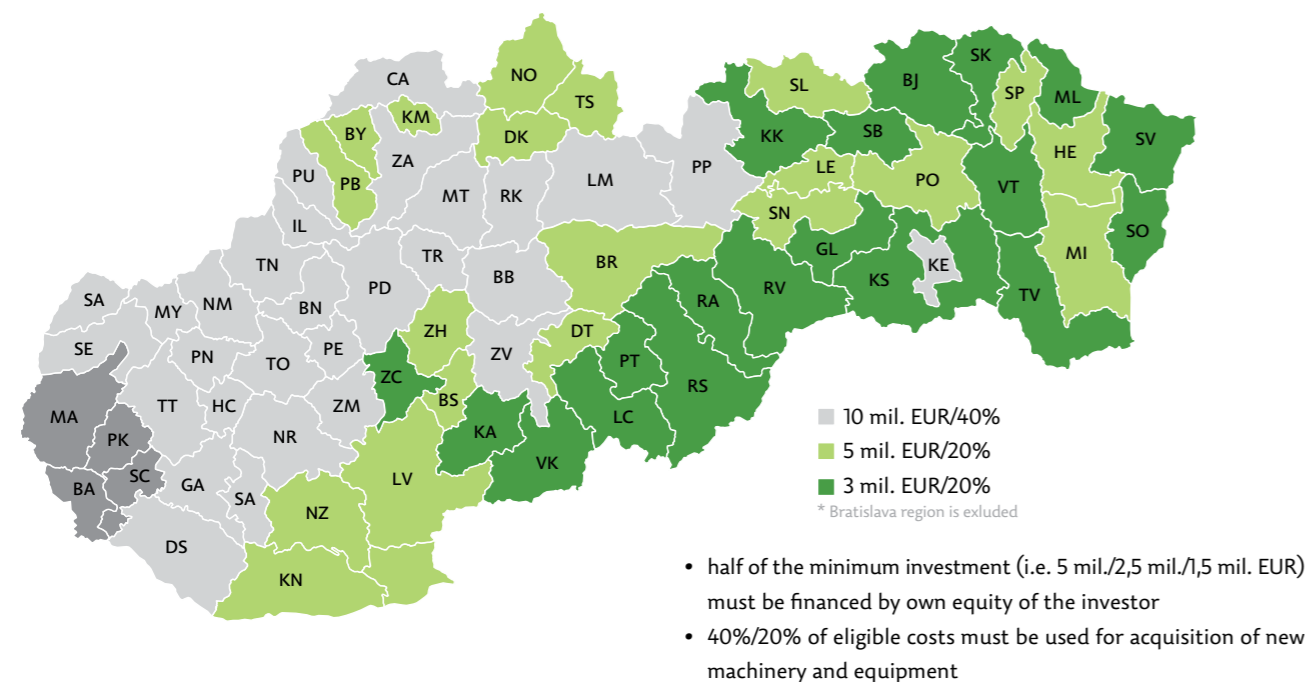 NO
CA
TS
SK
BJ
SL
SP
ML
KM
BY
DK
SB
KK
SV
HE
ZA
PU
PB
PP
LE
LM
PO
VT
MT
RK
SN
IL
SO
GL
MI
TR
BR
TN
BB
KE
KS
PD
RV
TV
SA
RA
NM
BN
MY
ZH
DT
SE
PE
PN
ZV
TO
PT
ZC
RS
BS
TT
HC
ZM
MA
LC
KA
PK
NR
VK
SC
LV
BA
GA
SA
NZ
DS
KN
10 mil. EUR/40%
5 mil. EUR/20%
3 mil. EUR/20%
* Bratislava region is exluded
• half of the minimum investment (i.e. 5 mil./2,5 mil./1,5 mil. EUR)
must be financed by own equity of the investor
• 40%/20% of eligible costs must be used for acquisition of new
machinery and equipment